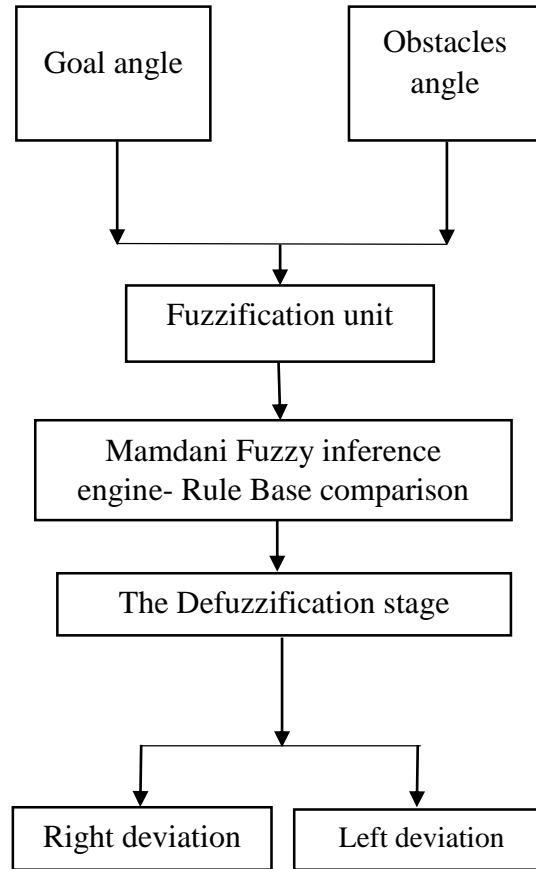 Goal angle
Obstacles
angle
Fuzzification unit
Mamdani Fuzzy inference
engine- Rule Base comparison
The Defuzzification stage
Right deviation
Left deviation